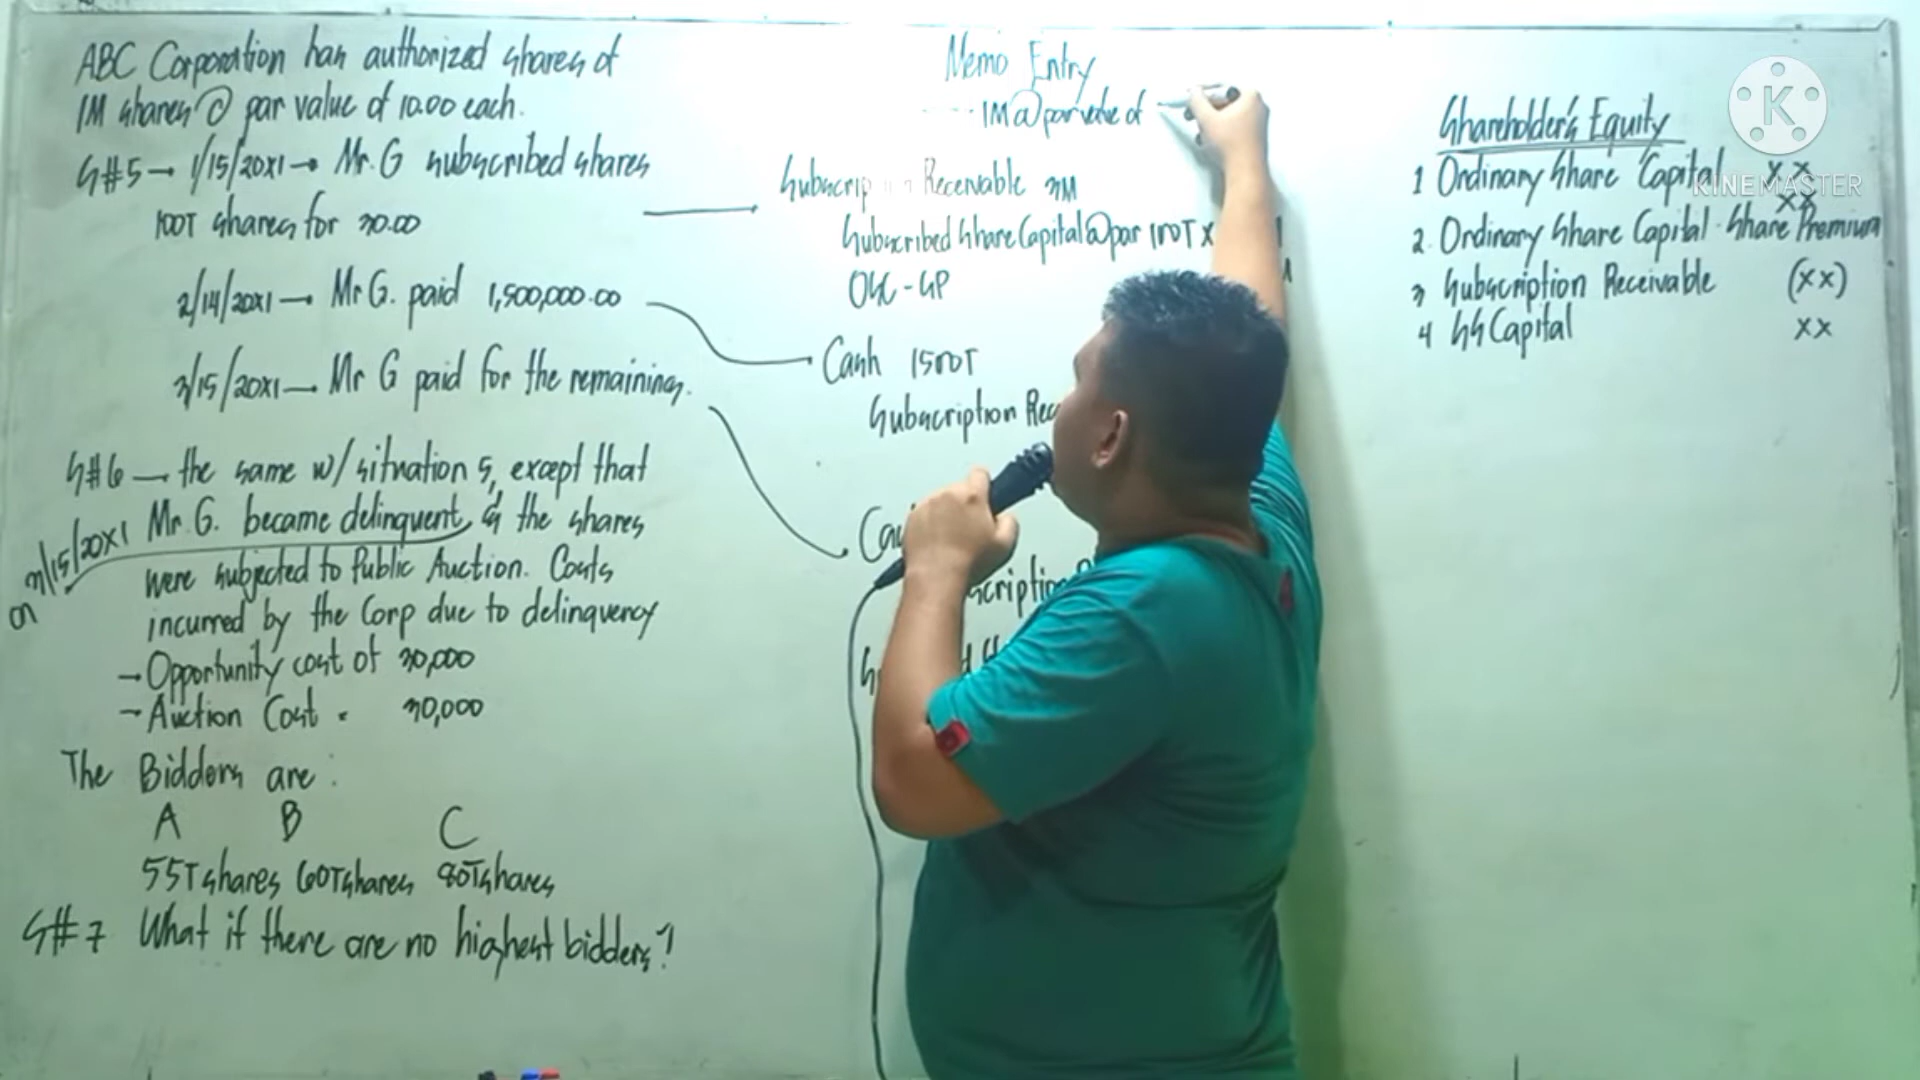 ABC Corporation has authorized shares of
1M shares @ par value of 10.00 each.
S#5 → 1/15/20X1 → Mr. G subscribed shares
100T shares for 30.00
2/14/20X1 → Mr G. paid 1,500,000.00
3/15/20X1 — Mr G paid for the remaining.
S#6 — the same w/ situation 5, except that
on 3/15/20X1 Mr. G. became delinquent, & the shares
were subjected to Public Auction. Costs
incurred by the Corp due to delinquency
→ Opportunity cost of 30,000
– Auction Cost = 30,000
The Bidders are :
A B C
55T shares 60T shares 80T shares
S#7 What if there are no highest bidders?
Memo Entry
1M @ par value of
Receivable 3M
Subscribed Share Capital @ par 100T x
OSC - SP
Cash 1500T
Subscription
Shareholder's Equity
1 Ordinary Share Capital xx
xx
2. Ordinary Share Capital - Share Premium
3 Subscription Receivable (xx)
4 SS Capital xx
K
KINEMASTER